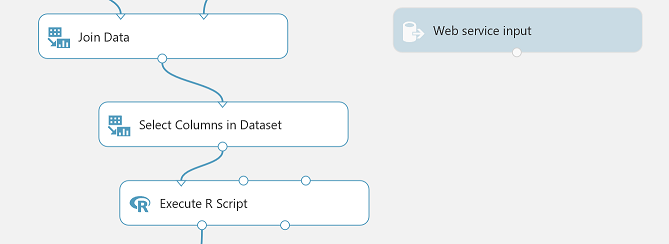 Join Data
Web service input
Select Columns in Dataset
Execute R Script